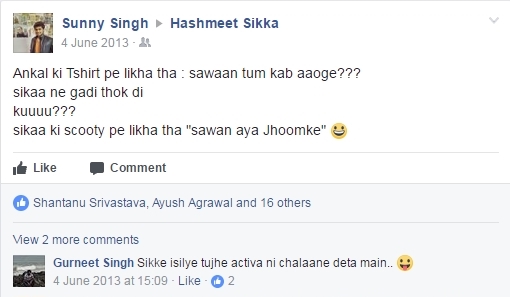 Sunny Singh ▸ Hashmeet Sikka
4 June 2013 ·
Ankal ki Tshirt pe likha tha : sawaan tum kab aaoge???
sikaa ne gadi thok di
kuuuu???
sikaa ki scooty pe likha tha "sawan aya Jhoomke" 😀
Like Comment
Shantanu Srivastava, Ayush Agrawal and 16 others
View 2 more comments
Gurneet Singh Sikke isilye tujhe activa ni chalaane deta main.. 😜
4 June 2013 at 15:09 · Like · 2